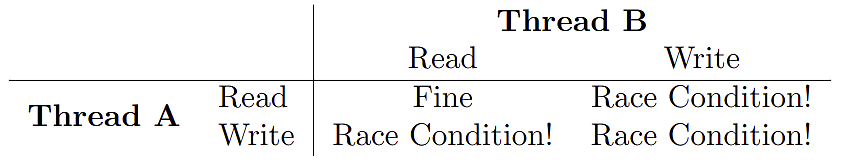 Thread B
Read Write
Thread A Read Fine Race Condition!
Write Race Condition! Race Condition!